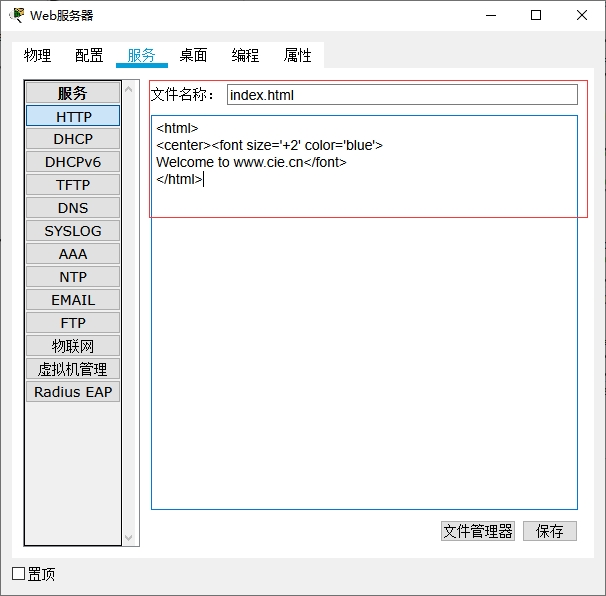 Web服务器
物理 配置 服务 桌面 编程 属性
服务
HTTP
DHCP
DHCPv6
TFTP
DNS
SYSLOG
AAA
NTP
EMAIL
FTP
物联网
虚拟机管理
Radius EAP
文件名称： index.html
<html>
<center><font size='+2' color='blue'>
Welcome to www.cie.cn</font>
</html>
文件管理器 保存
置顶